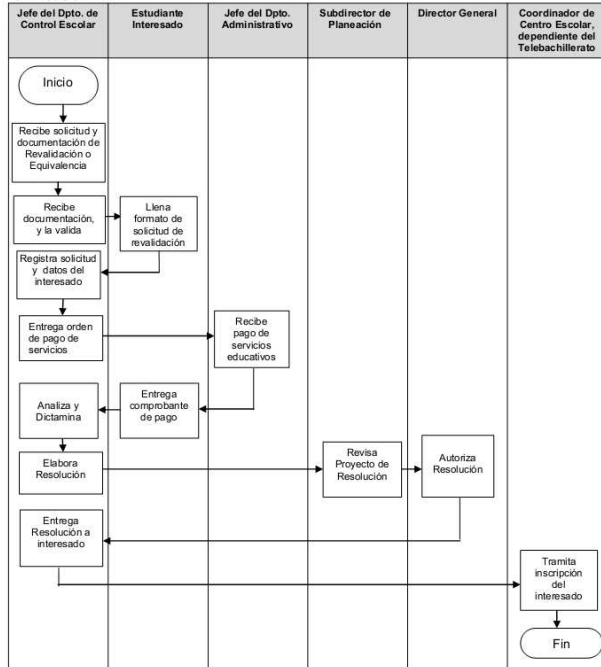 Jefe del Dpto. de
Control Escolar
Estudiante
Interesado
Jefe del Dpto.
Administrativo
Subdirector de
Planeación
Director General
Coordinador de
Centro Escolar,
dependiente del
Telebachillerato
Inicio
Recibe solicitud y
documentación de
Revalidación o
Equivalencia
Recibe
documentación,
y la valida
Llena
formato de
solicitud de
revalidación
Registra solicitud
y datos del
interesado
Entrega orden
de pago de
servicios
Recibe
pago de
servicios
educativos
Entrega
comprobante
de pago
Analiza y
Dictamina
Elabora
Resolución
Revisa
Proyecto de
Resolución
Autoriza
Resolución
Entrega
Resolución a
interesado
Tramita
inscripción
del
interesado
Fin